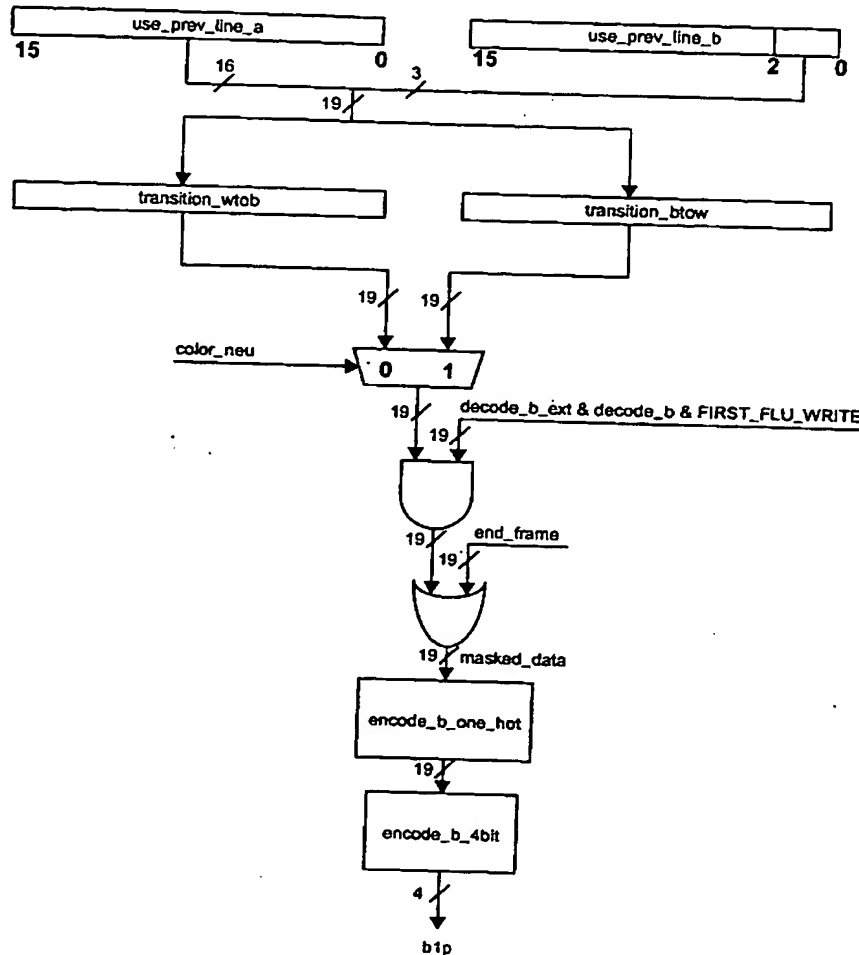 use_prev_line_a
use_prev_line_b
15
0
15
2
0
16
3
19
transition_wtob
transition_btow
19
19
color_neu
0
1
19
decode_b_ext & decode_b & FIRST_FLU_WRITE
19
19
end_frame
19
19
masked_data
encode_b_one_hot
19
encode_b_4bit
4
b1p